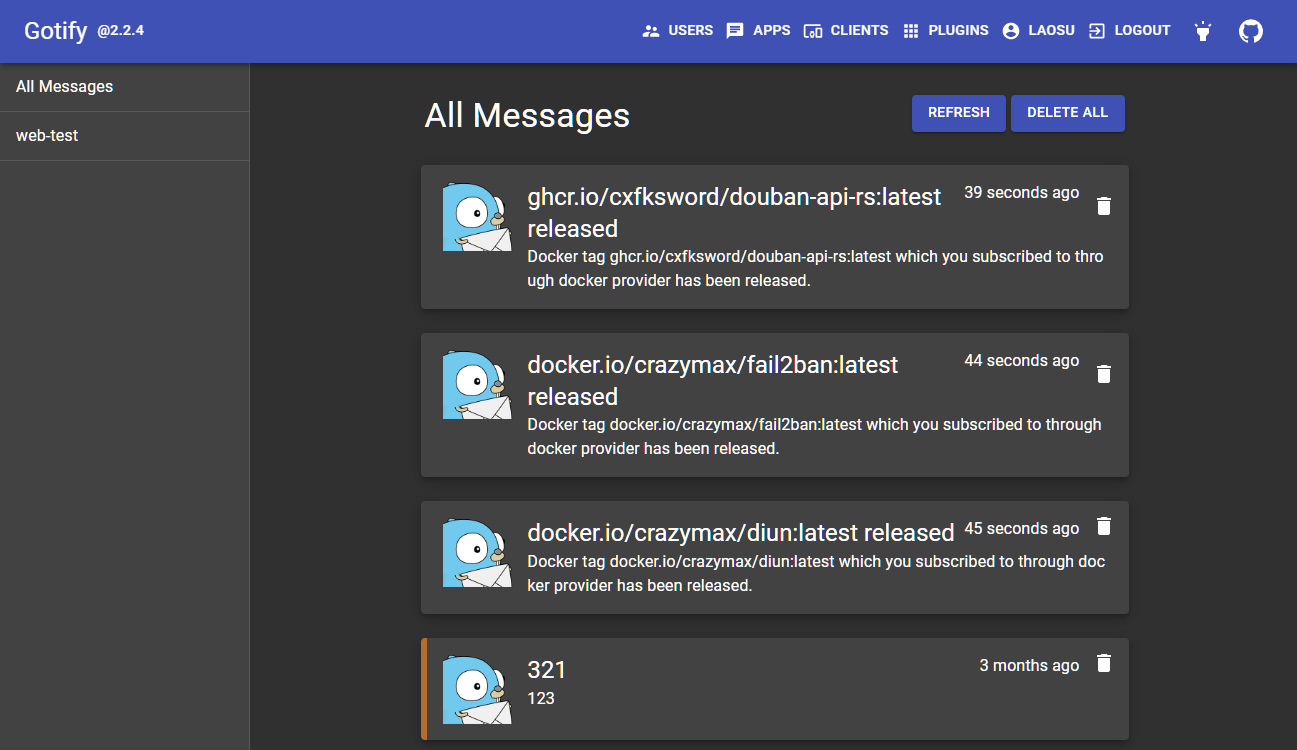 Gotify @2.2.4 USERS APPS CLIENTS PLUGINS LAOSU LOGOUT
All Messages
web-test
All Messages REFRESH DELETE ALL
ghcr.io/cxfksword/douban-api-rs:latest 39 seconds ago
released
Docker tag ghcr.io/cxfksword/douban-api-rs:latest which you subscribed to thro
ugh docker provider has been released.
docker.io/crazymax/fail2ban:latest 44 seconds ago
released
Docker tag docker.io/crazymax/fail2ban:latest which you subscribed to through
docker provider has been released.
docker.io/crazymax/diun:latest released 45 seconds ago
Docker tag docker.io/crazymax/diun:latest which you subscribed to through doc
ker provider has been released.
321 3 months ago
123